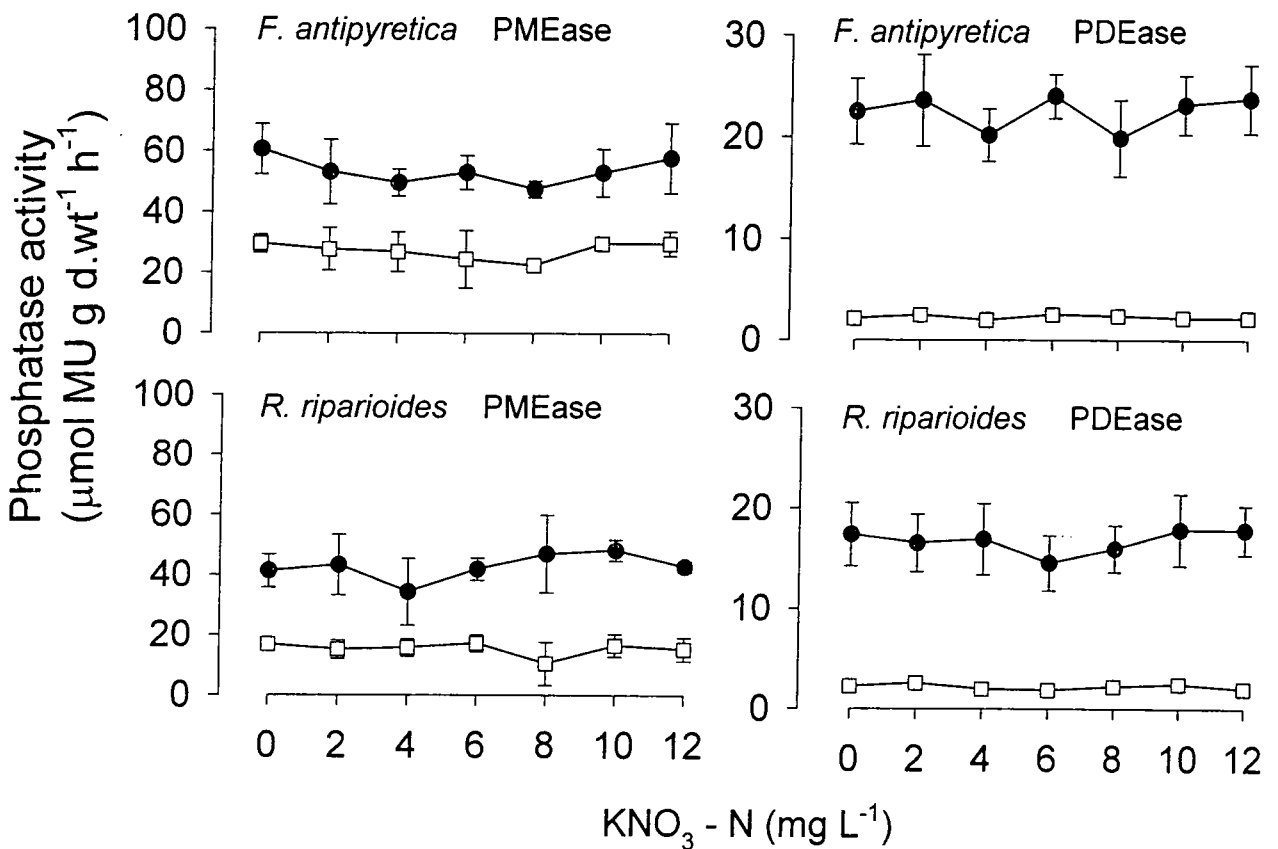 Phosphatase activity
(μmol MU g d.wt⁻¹ h⁻¹)
F. antipyretica PMEase
100
80
60
40
20
0
F. antipyretica PDEase
30
20
10
0
R. riparioides PMEase
100
80
60
40
20
0
0 2 4 6 8 10 12
R. riparioides PDEase
30
20
10
0
0 2 4 6 8 10 12
KNO₃ - N (mg L⁻¹)